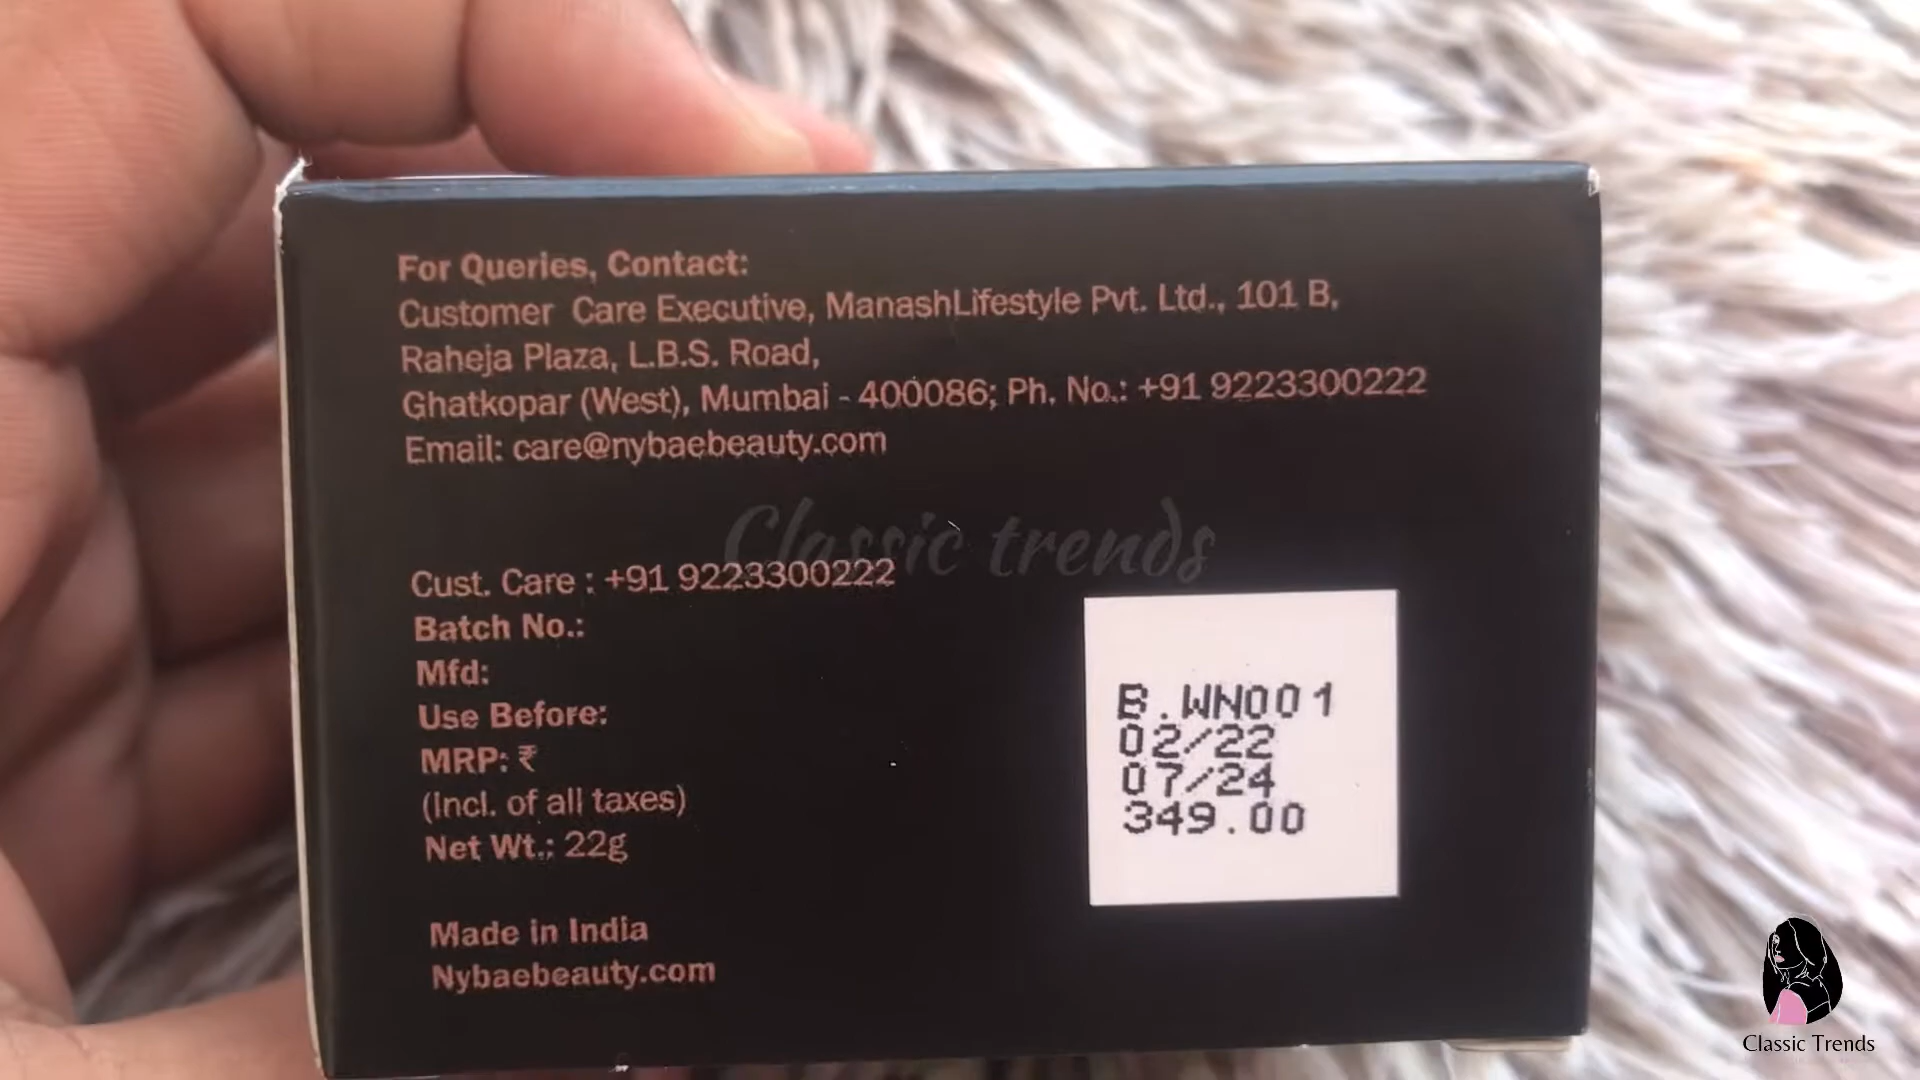 For Queries, Contact:
Customer Care Executive, ManashLifestyle Pvt. Ltd., 101 B,
Raheja Plaza, L.B.S. Road,
Ghatkopar (West), Mumbai - 400086; Ph. No.: +91 9223300222
Email: care@nybaebeauty.com
Classic trends
Cust. Care : +91 9223300222
Batch No.:
Mfd:
Use Before:
MRP: ₹
(Incl. of all taxes)
Net Wt.: 22g
B.WN001
02/22
07/24
349.00
Made in India
Nybaebeauty.com
Classic Trends